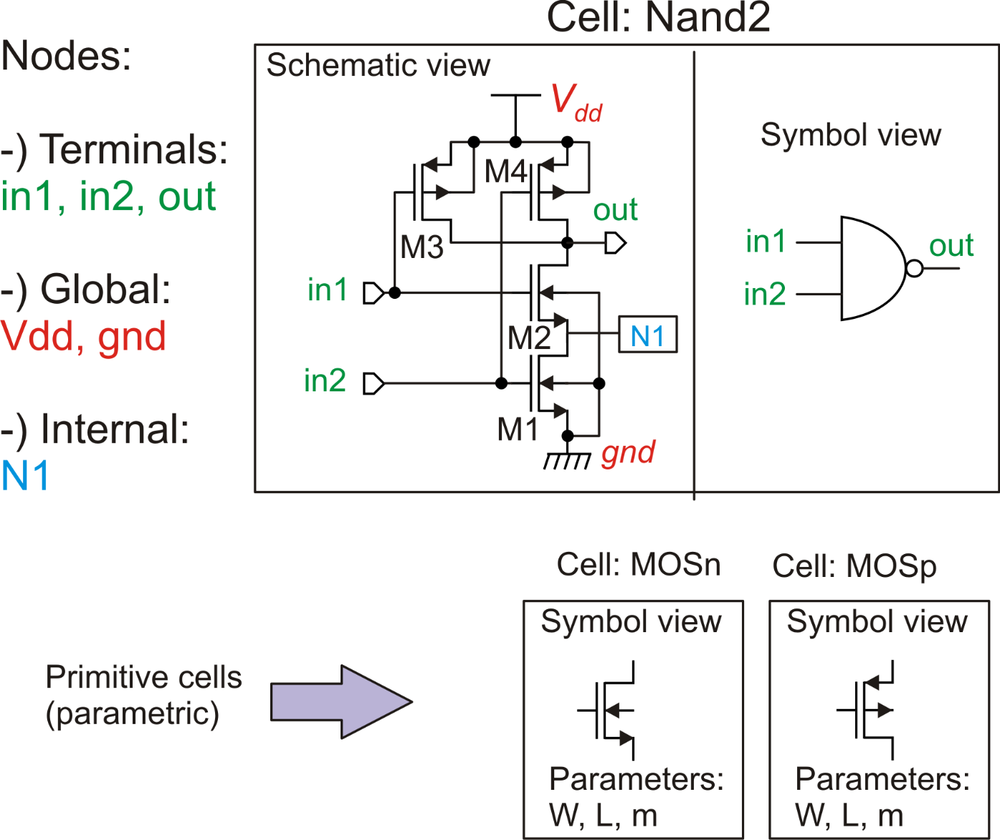 Cell: Nand2
Nodes:
-) Terminals:
in1, in2, out
-) Global:
Vdd, gnd
-) Internal:
N1
Schematic view
Vdd
M4
M3
out
in1
M2
N1
in2
M1
gnd
Symbol view
in1
in2
out
Primitive cells
(parametric)
Cell: MOSn
Symbol view
Parameters:
W, L, m
Cell: MOSp
Symbol view
Parameters:
W, L, m